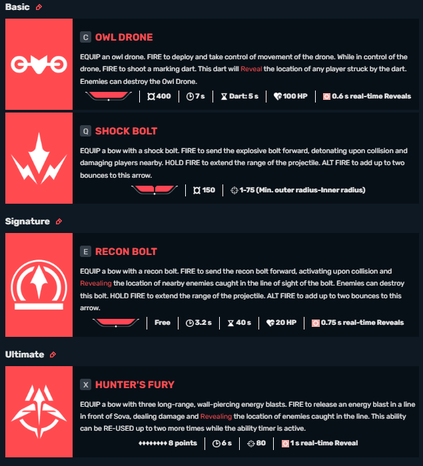 Basic
C OWL DRONE
EQUIP an owl drone. FIRE to deploy and take control of movement of the drone. While in control of the
drone, FIRE to shoot a marking dart. This dart will Reveal the location of any player struck by the dart.
Enemies can destroy the Owl Drone.
400 7 s Dart: 5 s 100 HP 0.6 s real-time Reveals
Q SHOCK BOLT
EQUIP a bow with a shock bolt. FIRE to send the explosive bolt forward, detonating upon collision and
damaging players nearby. HOLD FIRE to extend the range of the projectile. ALT FIRE to add up to two
bounces to this arrow.
150 1-75 (Min. outer radius-Inner radius)
Signature
E RECON BOLT
EQUIP a bow with a recon bolt. FIRE to send the recon bolt forward, activating upon collision and
Revealing the location of nearby enemies caught in the line of sight of the bolt. Enemies can destroy
this bolt. HOLD FIRE to extend the range of the projectile. ALT FIRE to add up to two bounces to this
arrow.
Free 3.2 s 40 s 20 HP 0.75 s real-time Reveals
Ultimate
X HUNTER'S FURY
EQUIP a bow with three long-range, wall-piercing energy blasts. FIRE to release an energy blast in a line
in front of Sova, dealing damage and Revealing the location of enemies caught in the line. This ability
can be RE-USED up to two more times while the ability timer is active.
8 points 6 s 80 1 s real-time Reveal